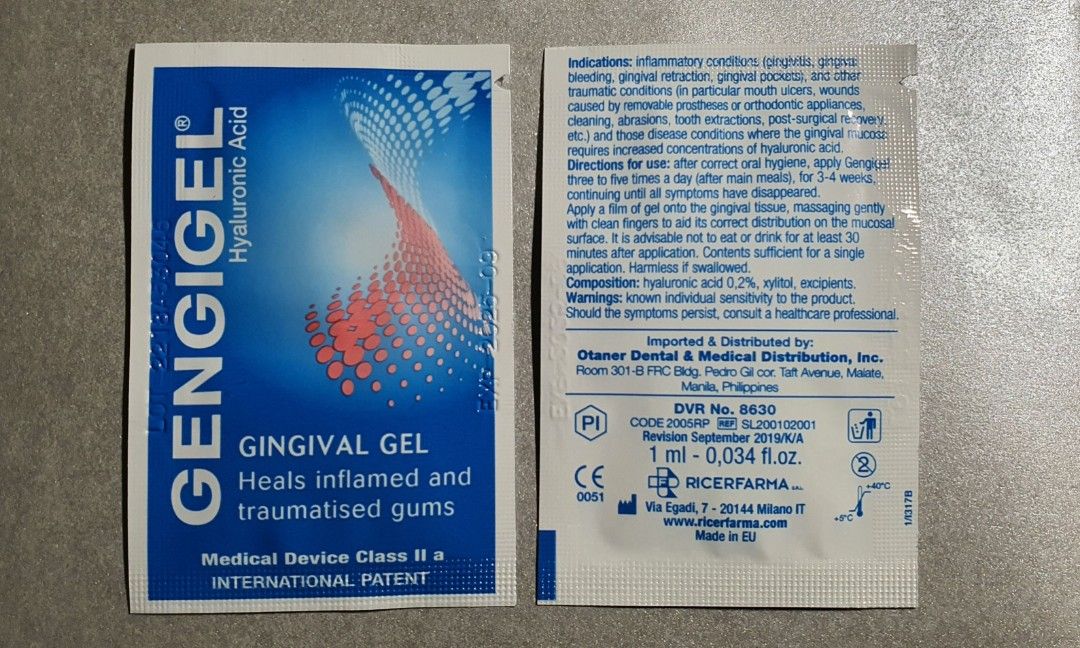 GENGIGEL®
Hyaluronic Acid
GINGIVAL GEL
Heals inflamed and
traumatised gums
Medical Device Class II a
INTERNATIONAL PATENT
Indications: inflammatory conditions (gingivitis, gingival
bleeding, gingival retraction, gingival pockets), and other
traumatic conditions (in particular mouth ulcers, wounds
caused by removable prostheses or orthodontic appliances,
cleaning, abrasions, tooth extractions, post-surgical recovery,
etc.) and those disease conditions where the gingival mucosa
requires increased concentrations of hyaluronic acid.
Directions for use: after correct oral hygiene, apply Gengigel
three to five times a day (after main meals), for 3-4 weeks,
continuing until all symptoms have disappeared.
Apply a film of gel onto the gingival tissue, massaging gently
with clean fingers to aid its correct distribution on the mucosal
surface. It is advisable not to eat or drink for at least 30
minutes after application. Contents sufficient for a single
application. Harmless if swallowed.
Composition: hyaluronic acid 0,2%, xylitol, excipients.
Warnings: known individual sensitivity to the product.
Should the symptoms persist, consult a healthcare professional.
Imported & Distributed by:
Otaner Dental & Medical Distribution, Inc.
Room 301-B FRC Bldg. Pedro Gil cor. Taft Avenue, Malate,
Manila, Philippines
PI
DVR No. 8630
CODE 2005RP REF SL200102001
Revision September 2019/K/A
1 ml - 0,034 fl.oz.
CE
0051
RICERFARMA S.R.L.
Via Egadi, 7 - 20144 Milano IT
www.ricerfarma.com
Made in EU
2
+40°C
+5°C
1/I317B